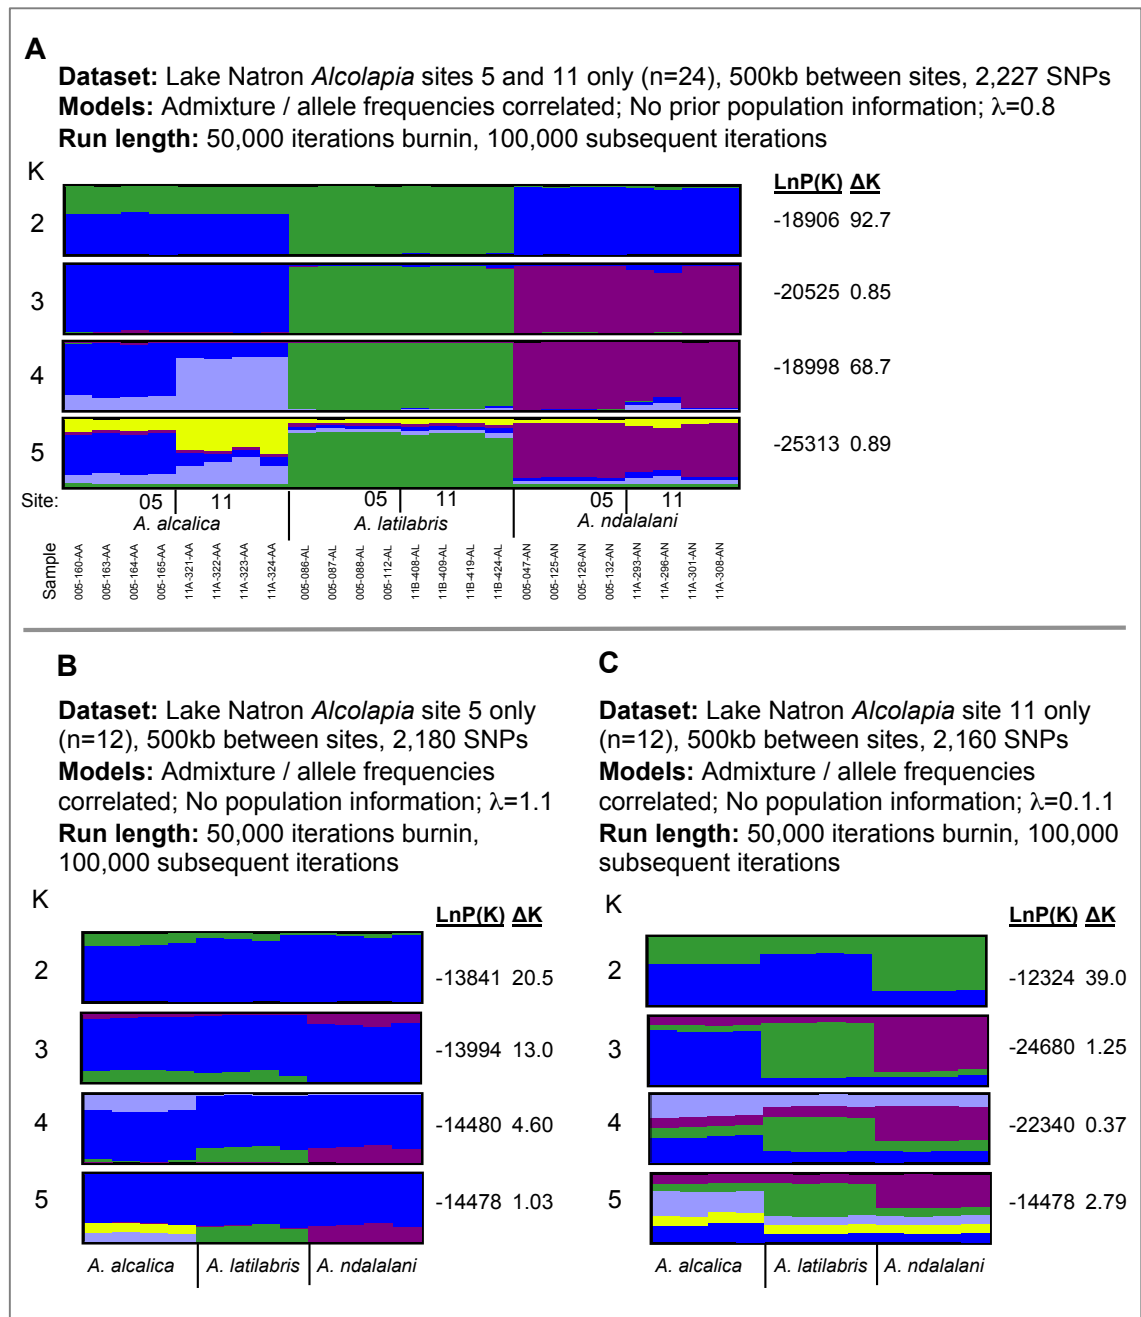 A
Dataset: Lake Natron Alcolapia sites 5 and 11 only (n=24), 500kb between sites, 2,227 SNPs
Models: Admixture / allele frequencies correlated; No prior population information; λ=0.8
Run length: 50,000 iterations burnin, 100,000 subsequent iterations
K
LnP(K) ΔK
2 -18906 92.7
3 -20525 0.85
4 -18998 68.7
5 -25313 0.89
Site: 05 11 05 11 05 11
A. alcalica A. latilabris A. ndalalani
Sample
005-160-AA
005-163-AA
005-164-AA
005-165-AA
11A-321-AA
11A-322-AA
11A-323-AA
11A-324-AA
005-086-AL
005-087-AL
005-088-AL
005-112-AL
11B-408-AL
11B-409-AL
11B-419-AL
11B-424-AL
005-047-AN
005-125-AN
005-126-AN
005-132-AN
11A-293-AN
11A-296-AN
11A-301-AN
11A-308-AN
B
Dataset: Lake Natron Alcolapia site 5 only
(n=12), 500kb between sites, 2,180 SNPs
Models: Admixture / allele frequencies
correlated; No population information; λ=1.1
Run length: 50,000 iterations burnin,
100,000 subsequent iterations
K
LnP(K) ΔK
2 -13841 20.5
3 -13994 13.0
4 -14480 4.60
5 -14478 1.03
A. alcalica A. latilabris A. ndalalani
C
Dataset: Lake Natron Alcolapia site 11 only
(n=12), 500kb between sites, 2,160 SNPs
Models: Admixture / allele frequencies
correlated; No population information; λ=0.1.1
Run length: 50,000 iterations burnin, 100,000
subsequent iterations
K
LnP(K) ΔK
2 -12324 39.0
3 -24680 1.25
4 -22340 0.37
5 -14478 2.79
A. alcalica A. latilabris A. ndalalani